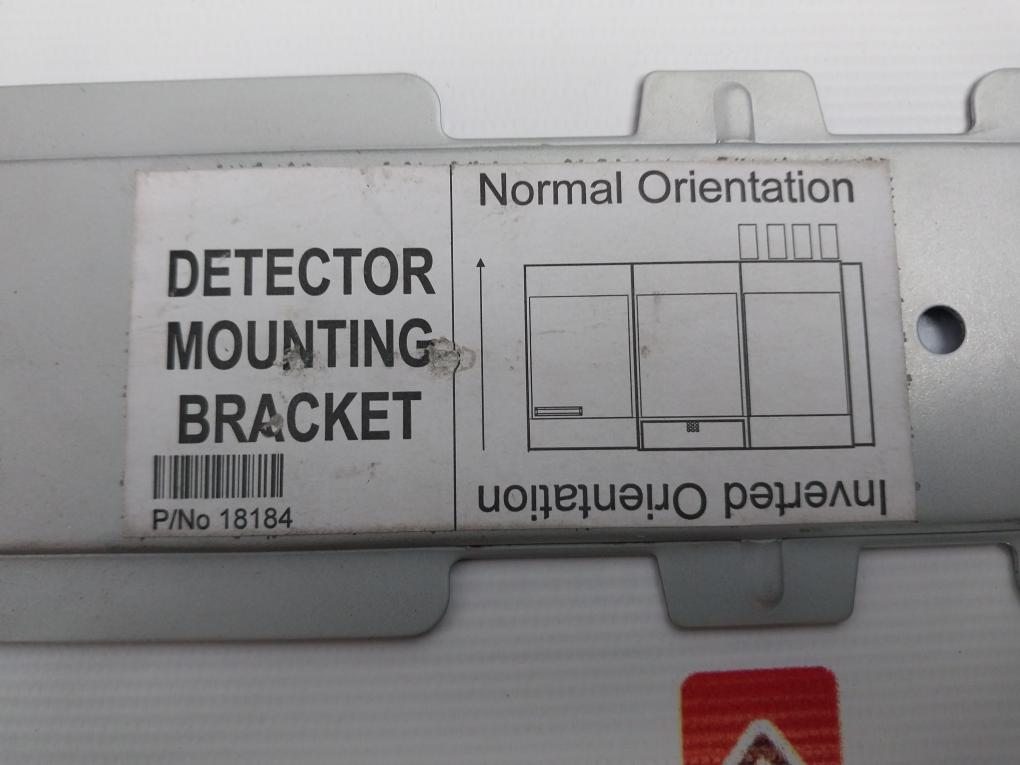 DETECTOR
MOUNTING
BRACKET
P/No 18184
Normal Orientation
Inverted Orientation